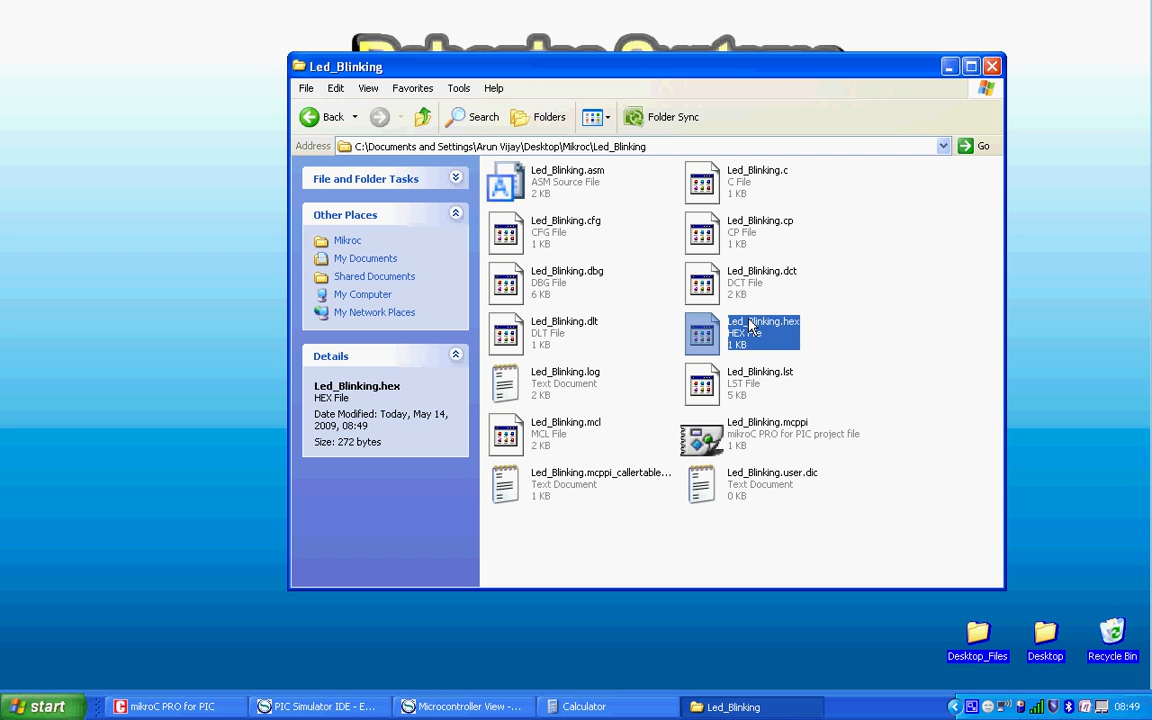 Led_Blinking
File Edit View Favorites Tools Help
Back Search Folders Folder Sync
Address C:\Documents and Settings\Arun Vijay\Desktop\Mikroc\Led_Blinking Go
File and Folder Tasks
Other Places
Mikroc
My Documents
Shared Documents
My Computer
My Network Places
Details
Led_Blinking.hex
HEX File
Date Modified: Today, May 14,
2009, 08:49
Size: 272 bytes
Led_Blinking.asm
ASM Source File
2 KB
Led_Blinking.c
C File
1 KB
Led_Blinking.cfg
CFG File
1 KB
Led_Blinking.cp
CP File
1 KB
Led_Blinking.dbg
DBG File
6 KB
Led_Blinking.dct
DCT File
2 KB
Led_Blinking.dlt
DLT File
1 KB
Led_Blinking.hex
HEX File
1 KB
Led_Blinking.log
Text Document
2 KB
Led_Blinking.lst
LST File
5 KB
Led_Blinking.mcl
MCL File
2 KB
Led_Blinking.mcppi
mikroC PRO for PIC project file
1 KB
Led_Blinking.mcppi_callertable...
Text Document
1 KB
Led_Blinking.user.dic
Text Document
0 KB
Desktop_Files Desktop Recycle Bin
start mikroC PRO for PIC PIC Simulator IDE - E... Microcontroller View -... Calculator Led_Blinking 08:49